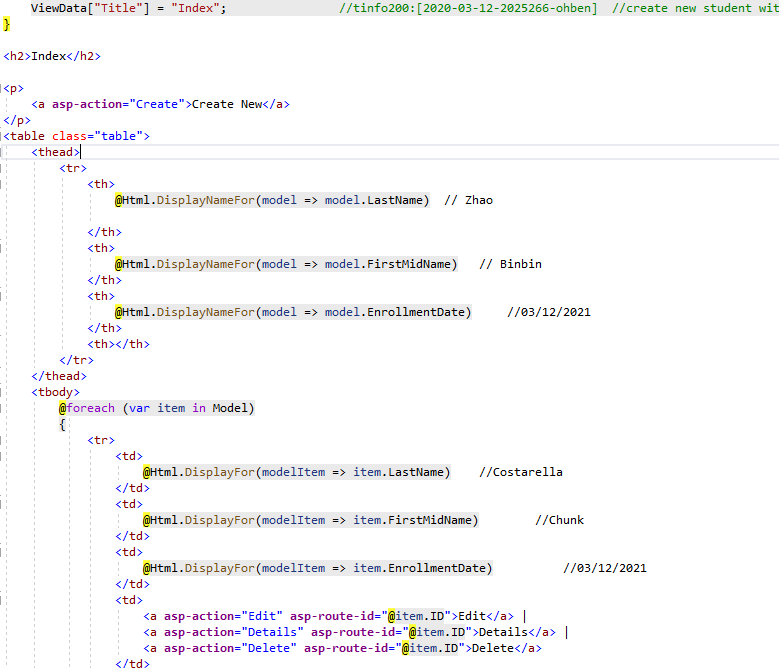 ViewData["Title"] = "Index"; //tinfo200:[2020-03-12-2025266-ohben] //create new student wit
}
<h2>Index</h2>
<p>
<a asp-action="Create">Create New</a>
</p>
<table class="table">
<thead>
<tr>
<th>
@Html.DisplayNameFor(model => model.LastName) // Zhao
</th>
<th>
@Html.DisplayNameFor(model => model.FirstMidName) // Binbin
</th>
<th>
@Html.DisplayNameFor(model => model.EnrollmentDate) //03/12/2021
</th>
<th></th>
</tr>
</thead>
<tbody>
@foreach (var item in Model)
{
<tr>
<td>
@Html.DisplayFor(modelItem => item.LastName) //Costarella
</td>
<td>
@Html.DisplayFor(modelItem => item.FirstMidName) //Chunk
</td>
<td>
@Html.DisplayFor(modelItem => item.EnrollmentDate) //03/12/2021
</td>
<td>
<a asp-action="Edit" asp-route-id="@item.ID">Edit</a> |
<a asp-action="Details" asp-route-id="@item.ID">Details</a> |
<a asp-action="Delete" asp-route-id="@item.ID">Delete</a>
</td>